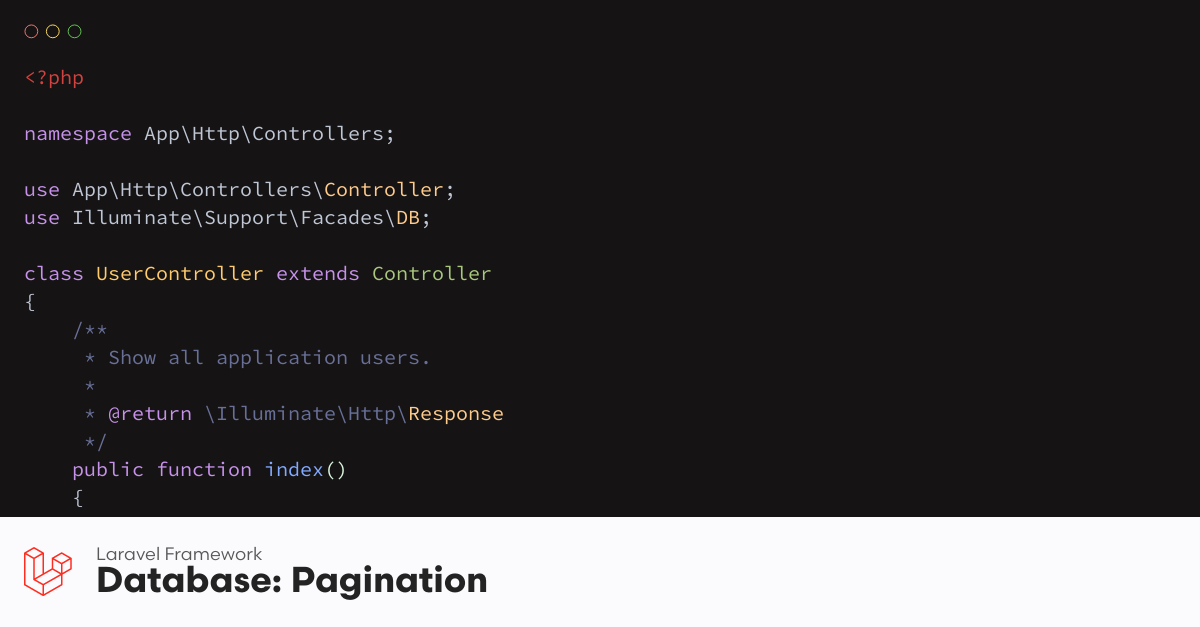 <?php
namespace App\Http\Controllers;
use App\Http\Controllers\Controller;
use Illuminate\Support\Facades\DB;
class UserController extends Controller
{
    /**
     * Show all application users.
     *
     * @return \Illuminate\Http\Response
     */
    public function index()
    {
Laravel Framework
Database: Pagination